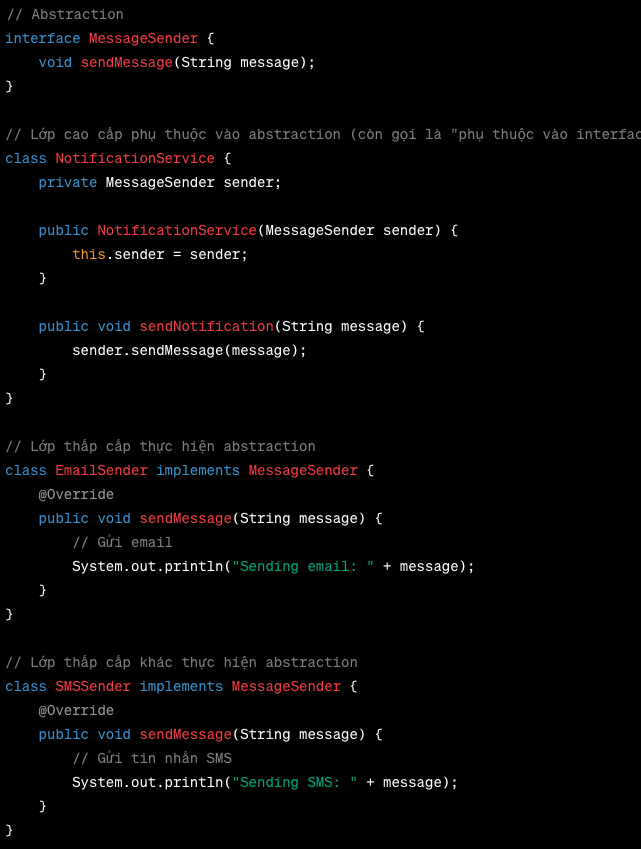 // Abstraction
interface MessageSender {
    void sendMessage(String message);
}

// Lớp cao cấp phụ thuộc vào abstraction (còn gọi là "phụ thuộc vào
class NotificationService {
    private MessageSender sender;

    public NotificationService(MessageSender sender) {
        this.sender = sender;
    }

    public void sendNotification(String message) {
        sender.sendMessage(message);
    }
}

// Lớp thấp cấp thực hiện abstraction
class EmailSender implements MessageSender {
    @Override
    public void sendMessage(String message) {
        // Gửi email
        System.out.println("Sending email: " + message);
    }
}

// Lớp thấp cấp khác thực hiện abstraction
class SMSSender implements MessageSender {
    @Override
    public void sendMessage(String message) {
        // Gửi tin nhắn SMS
        System.out.println("Sending SMS: " + message);
    }
}